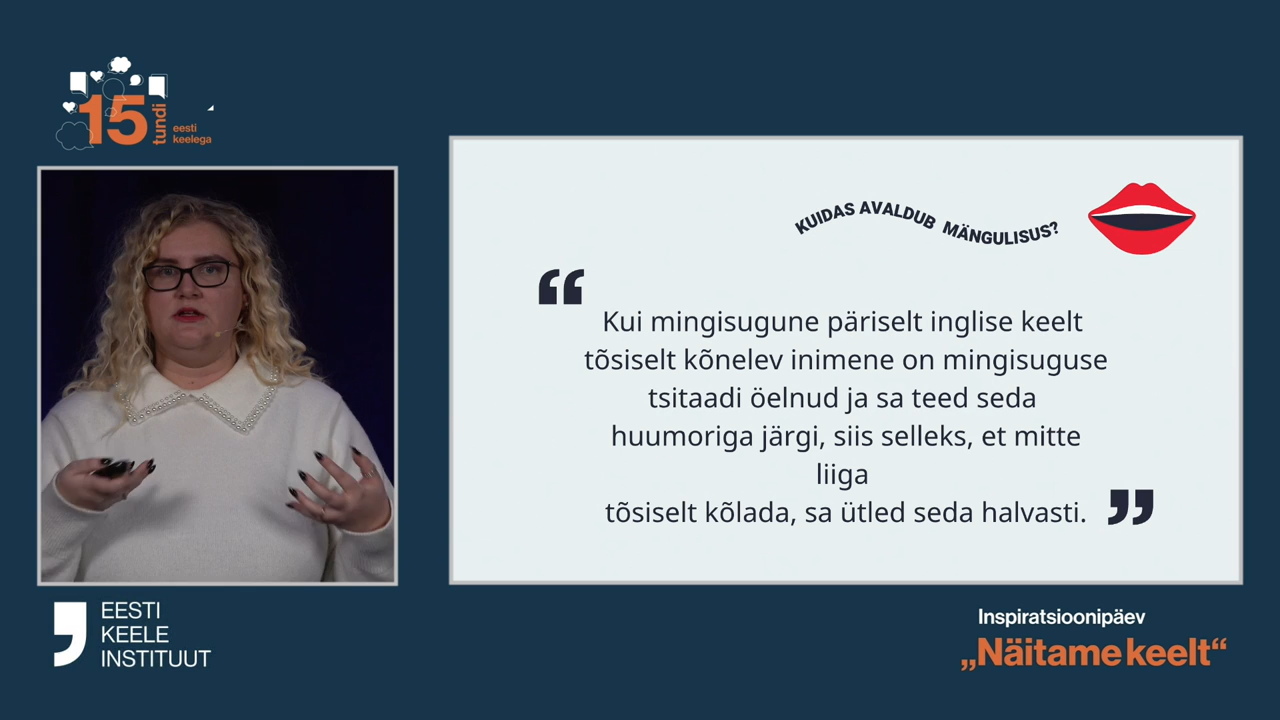 15
tundi
eesti
keelega
KUIDAS AVALDUB MÄNGULISUS?
“
Kui mingisugune päriselt inglise keelt
tõsiselt kõnelev inimene on mingisuguse
tsitaadi öelnud ja sa teed seda
huumoriga järgi, siis selleks, et mitte
liiga
tõsiselt kõlada, sa ütled seda halvasti.
”
EESTI
KEELE
INSTITUUT
Inspiratsioonipäev
„Näitame keelt“